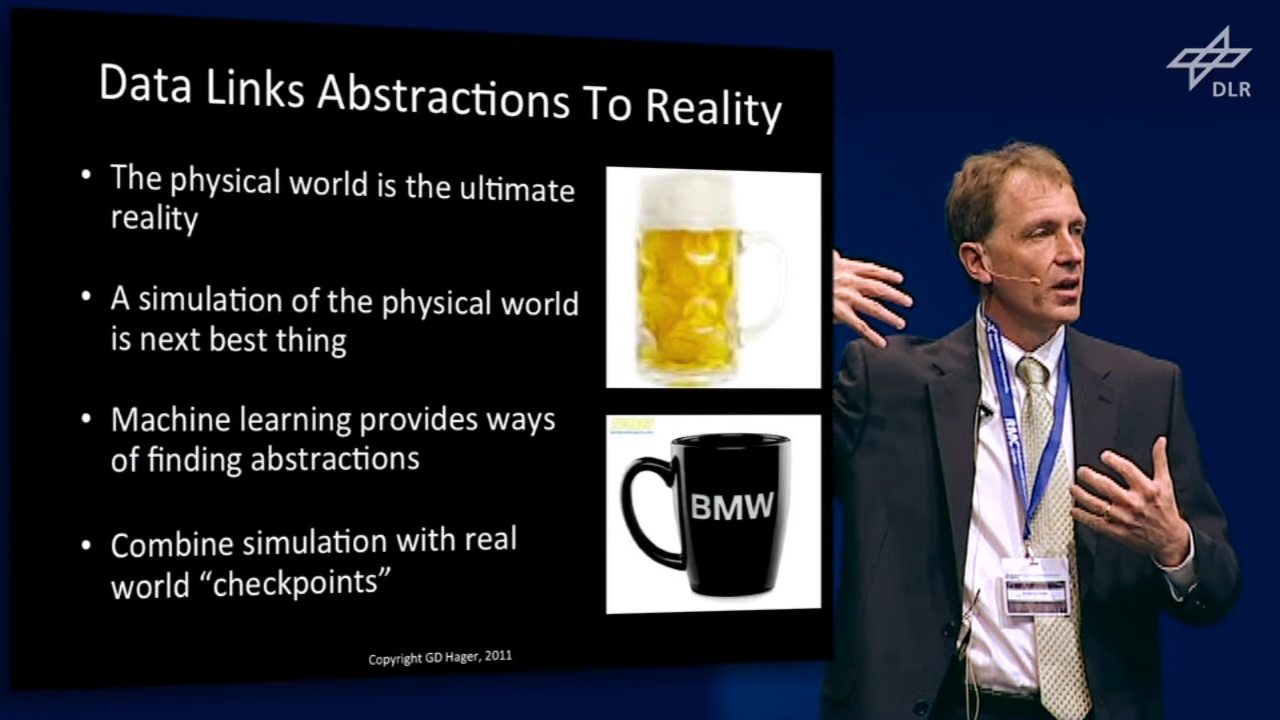 Data Links Abstractions To Reality
• The physical world is the ultimate
reality
• A simulation of the physical world
is next best thing
• Machine learning provides ways
of finding abstractions
• Combine simulation with real
world “checkpoints”
BMW
Copyright GD Hager, 2011
DLR
RMC